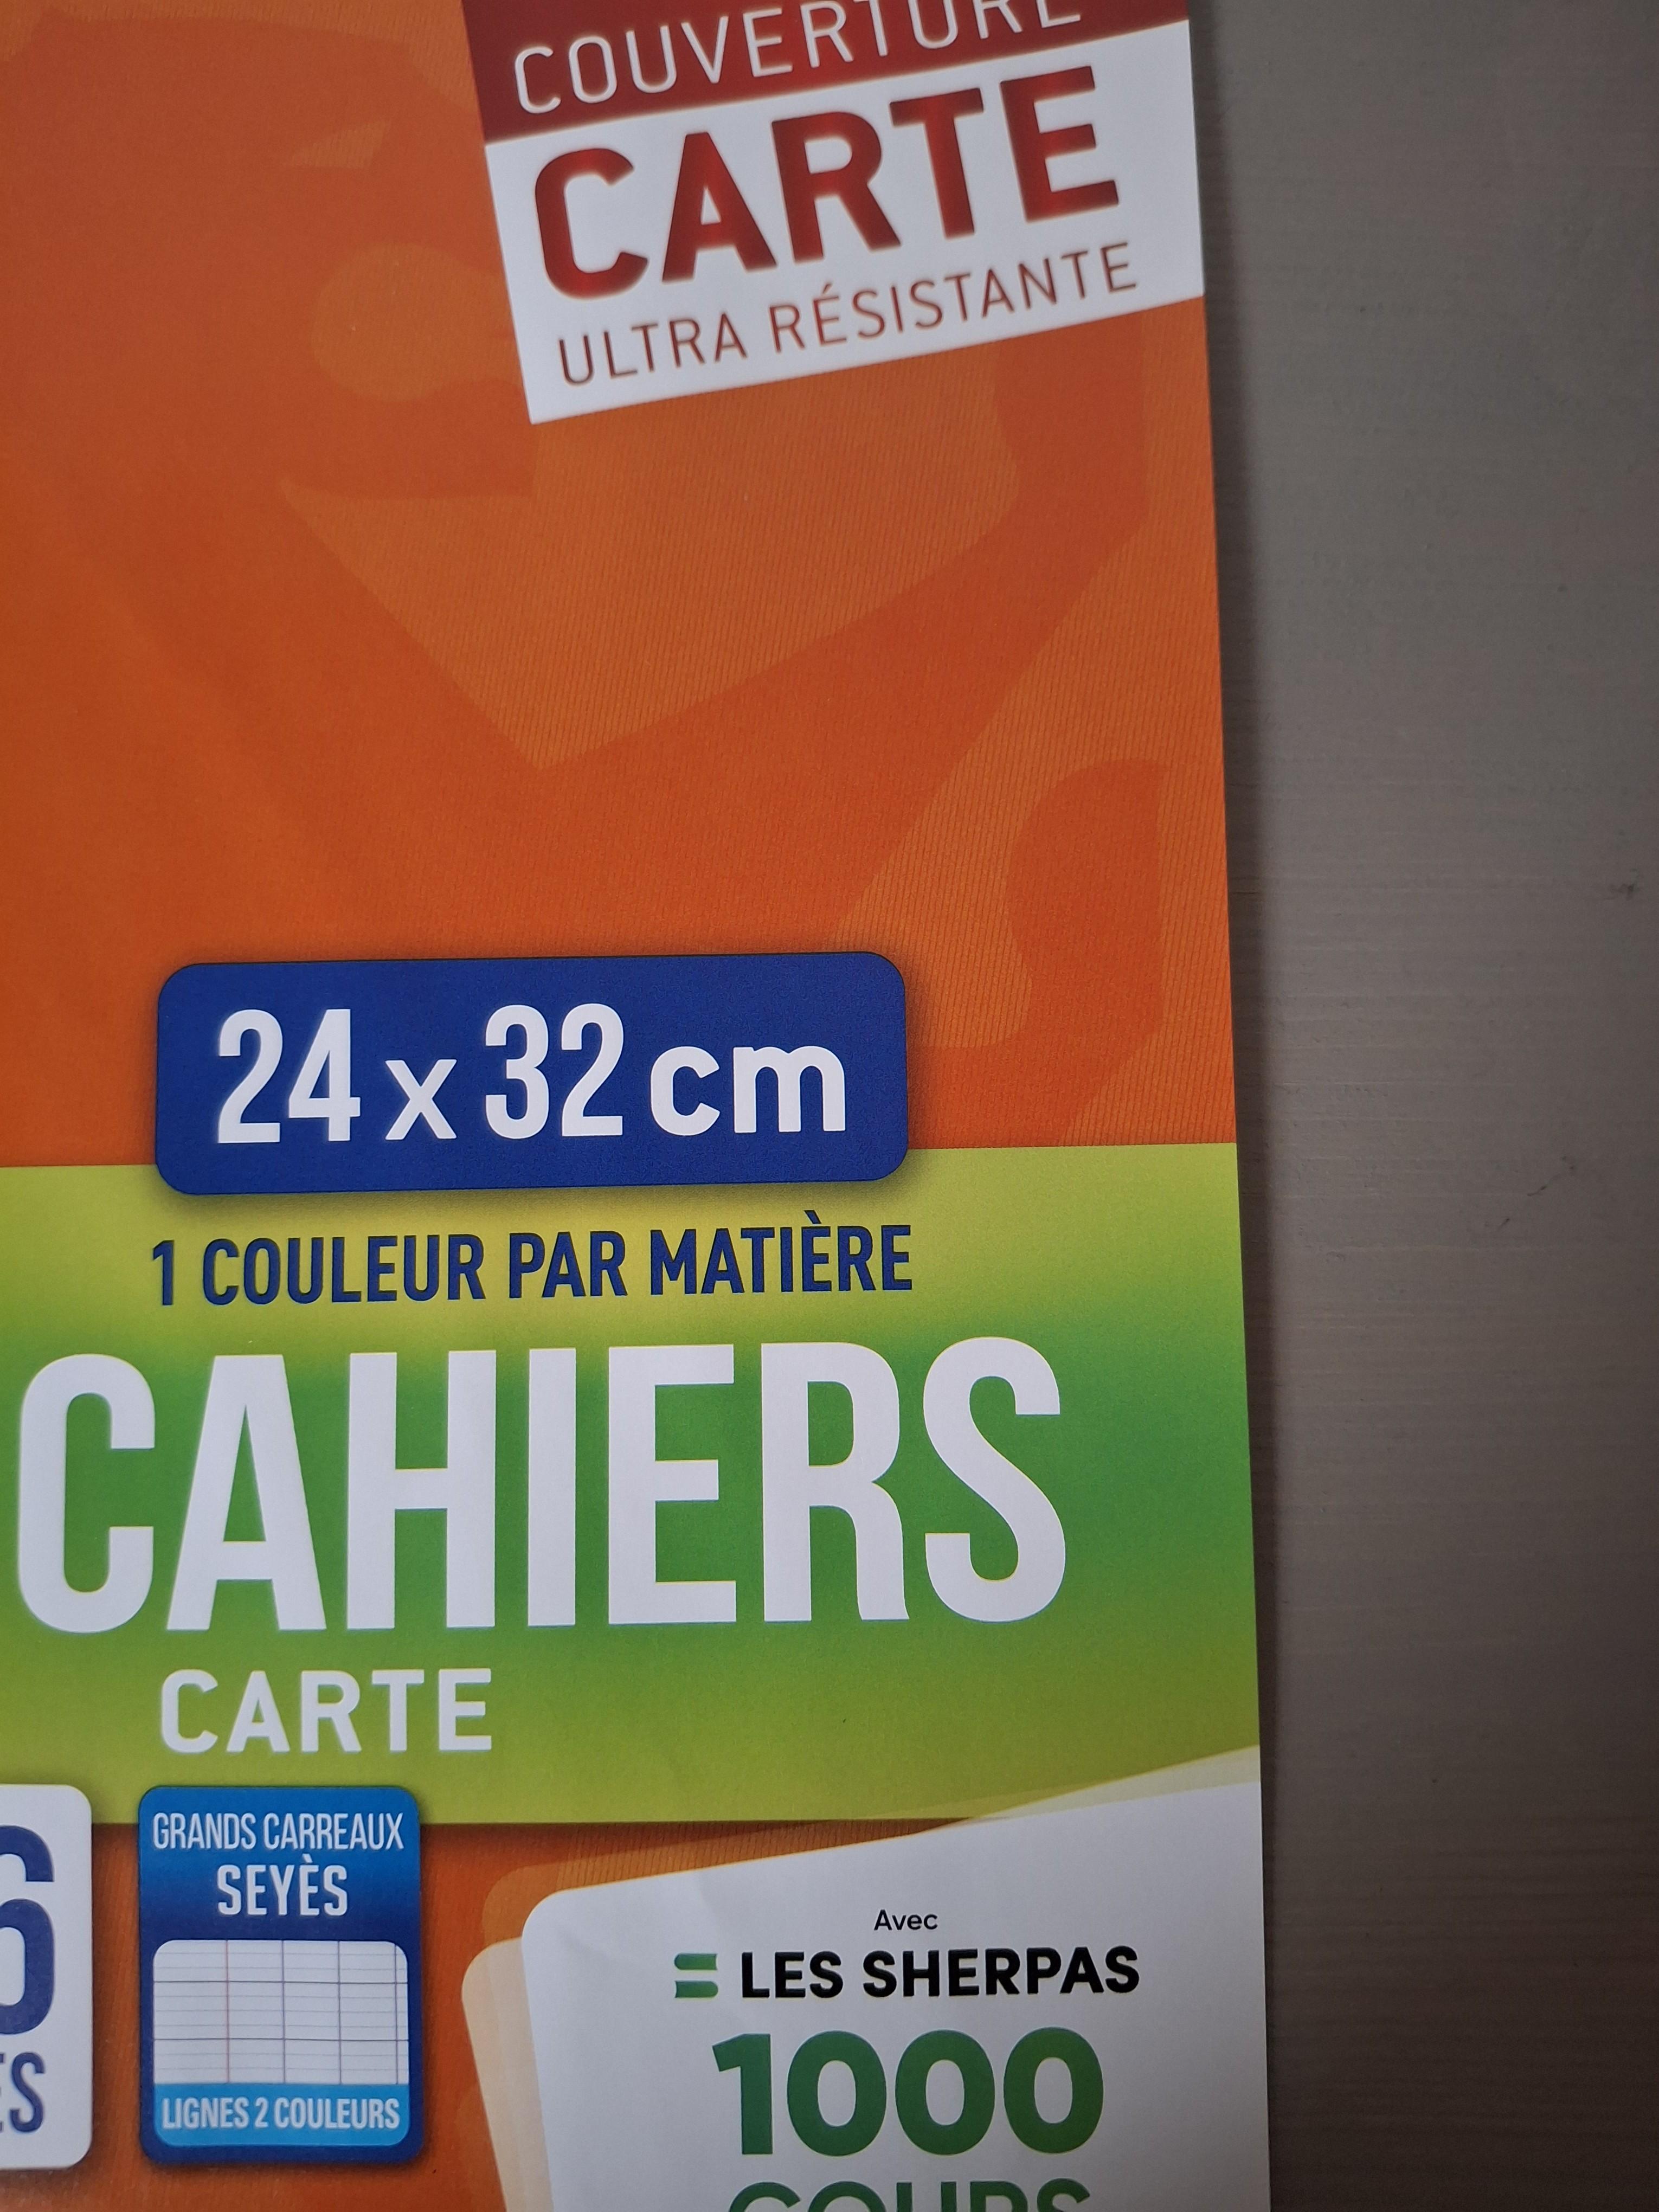 COUVERTURE
CARTE
ULTRA RÉSISTANTE
24 x 32 cm
1 COULEUR PAR MATIÈRE
CAHIERS
CARTE
GRANDS CARREAUX
SEYÈS
LIGNES 2 COULEURS
Avec
LES SHERPAS
1000
COURS